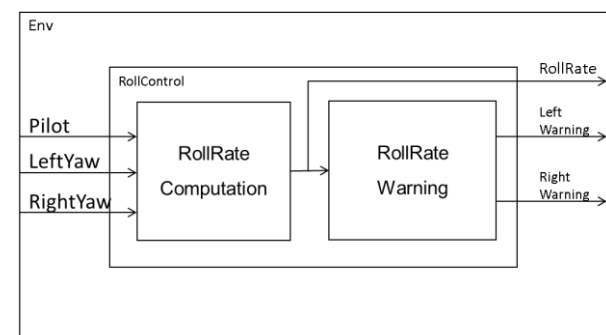 Env
RollControl
Pilot
LeftYaw
RightYaw
RollRate
Computation
RollRate
Warning
RollRate
Left
Warning
Right
Warning